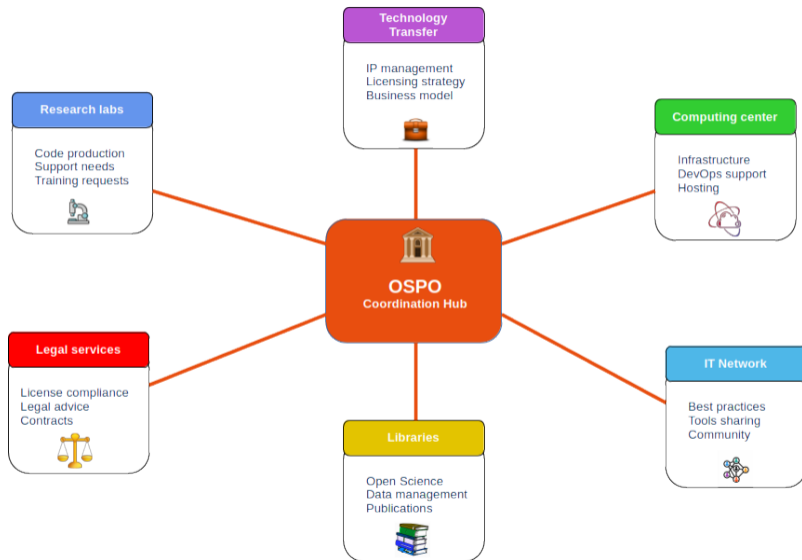 Technology
Transfer
IP management
Licensing strategy
Business model
Research labs
Code production
Support needs
Training requests
Computing center
Infrastructure
DevOps support
Hosting
OSPO
Coordination Hub
Legal services
License compliance
Legal advice
Contracts
IT Network
Best practices
Tools sharing
Community
Libraries
Open Science
Data management
Publications